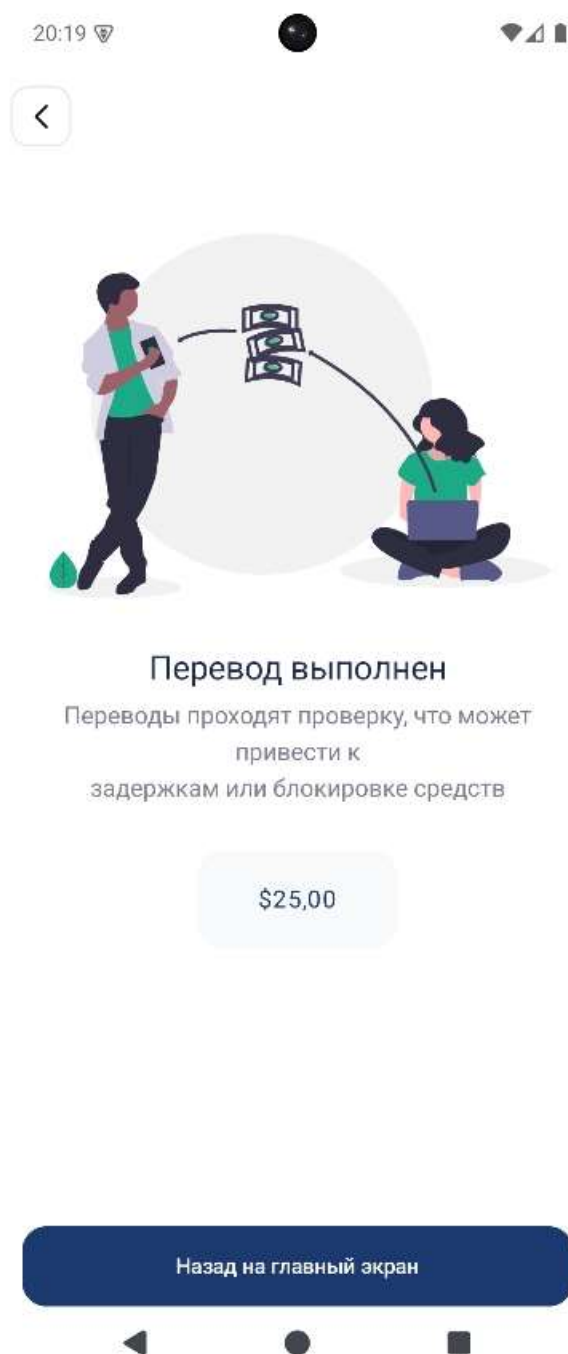 20:19
Перевод выполнен
Переводы проходят проверку, что может
привести к
задержкам или блокировке средств
$25,00
Назад на главный экран